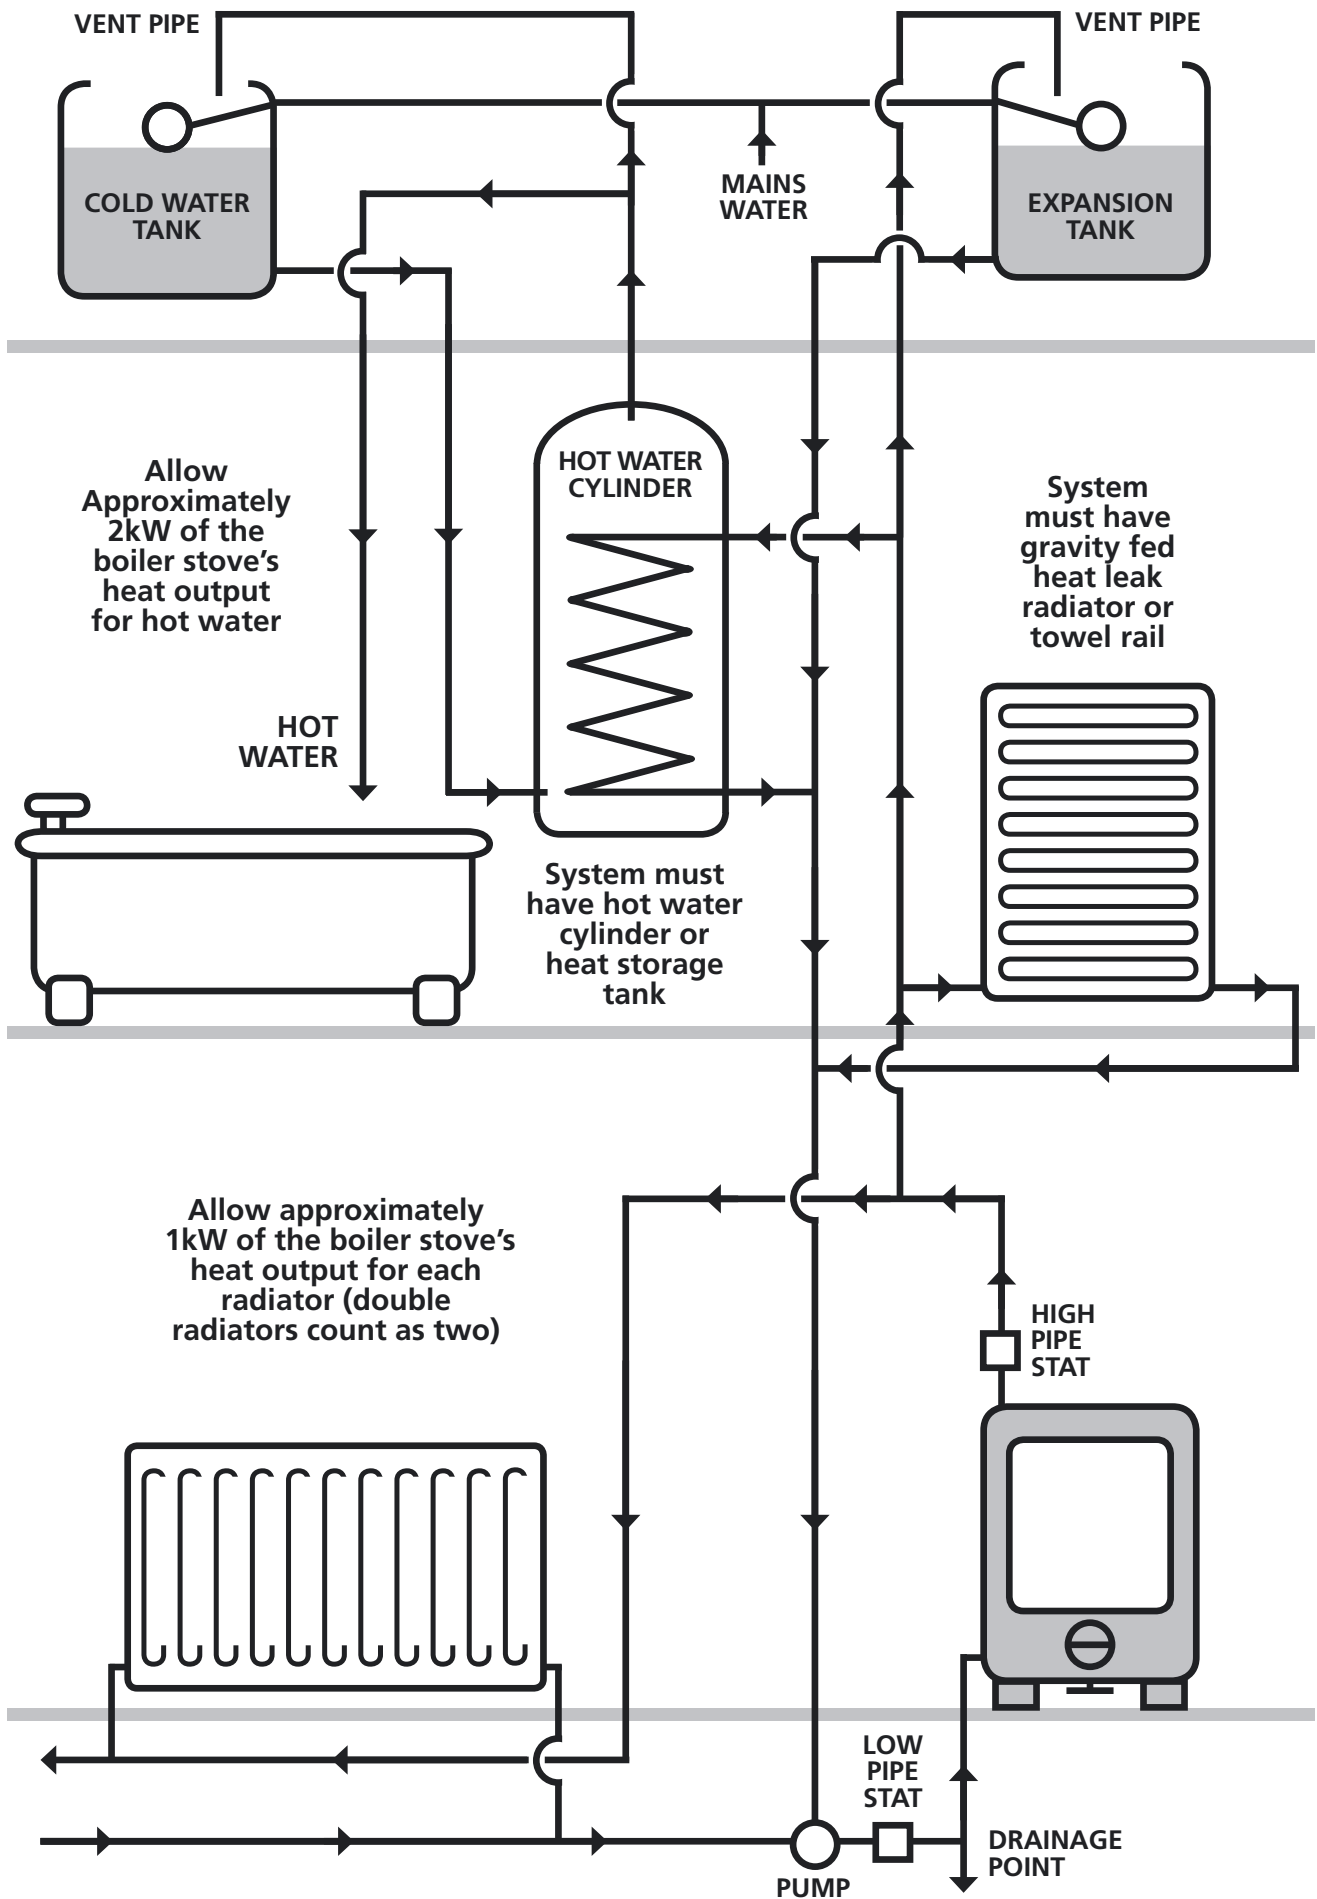 VENT PIPE
VENT PIPE
COLD WATER
TANK
MAINS
WATER
EXPANSION
TANK
HOT WATER
CYLINDER
Allow
Approximately
2kW of the
boiler stove's
heat output
for hot water
System
must have
gravity fed
heat leak
radiator or
towel rail
HOT
WATER
System must
have hot water
cylinder or
heat storage
tank
Allow approximately
1kW of the boiler stove's
heat output for each
radiator (double
radiators count as two)
HIGH
PIPE
STAT
LOW
PIPE
STAT
DRAINAGE
POINT
PUMP